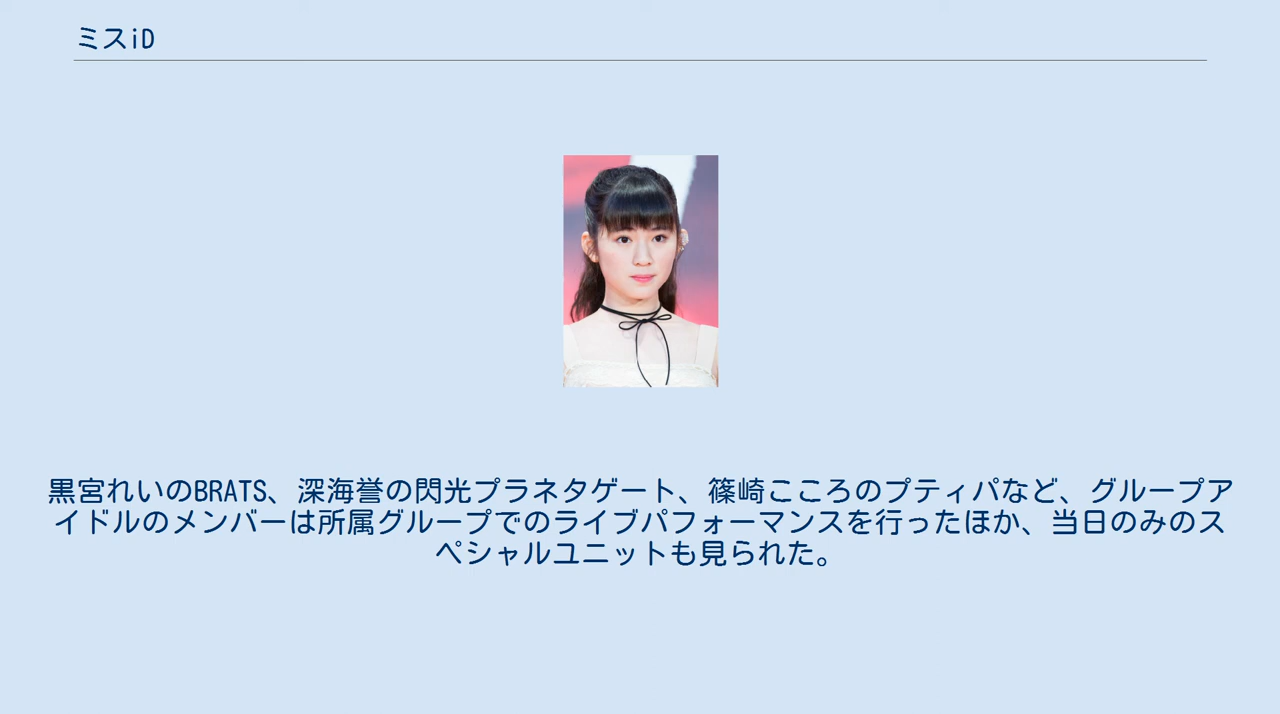 ミスiD
黒宮れいのBRATS、深海誉の閃光プラネタゲート、篠崎こころのプティパなど、グループア
イドルのメンバーは所属グループでのライブパフォーマンスを行ったほか、当日のみのス
ペシャルユニットも見られた。